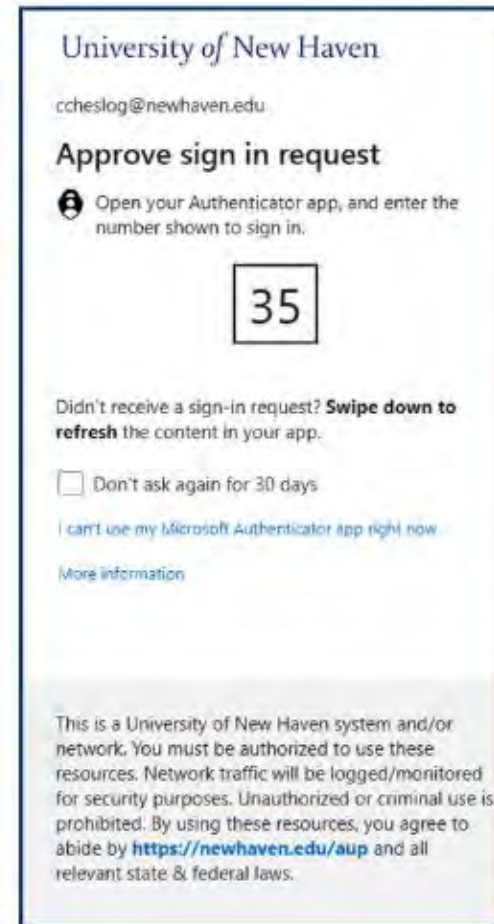 University of New Haven
ccheslog@newhaven.edu
Approve sign in request
Open your Authenticator app, and enter the
number shown to sign in.
35
Didn't receive a sign-in request? Swipe down to
refresh the content in your app.
Don't ask again for 30 days
I can't use my Microsoft Authenticator app right now
More information
This is a University of New Haven system and/or
network. You must be authorized to use these
resources. Network traffic will be logged/monitored
for security purposes. Unauthorized or criminal use is
prohibited. By using these resources, you agree to
abide by https://newhaven.edu/aup and all
relevant state & federal laws.